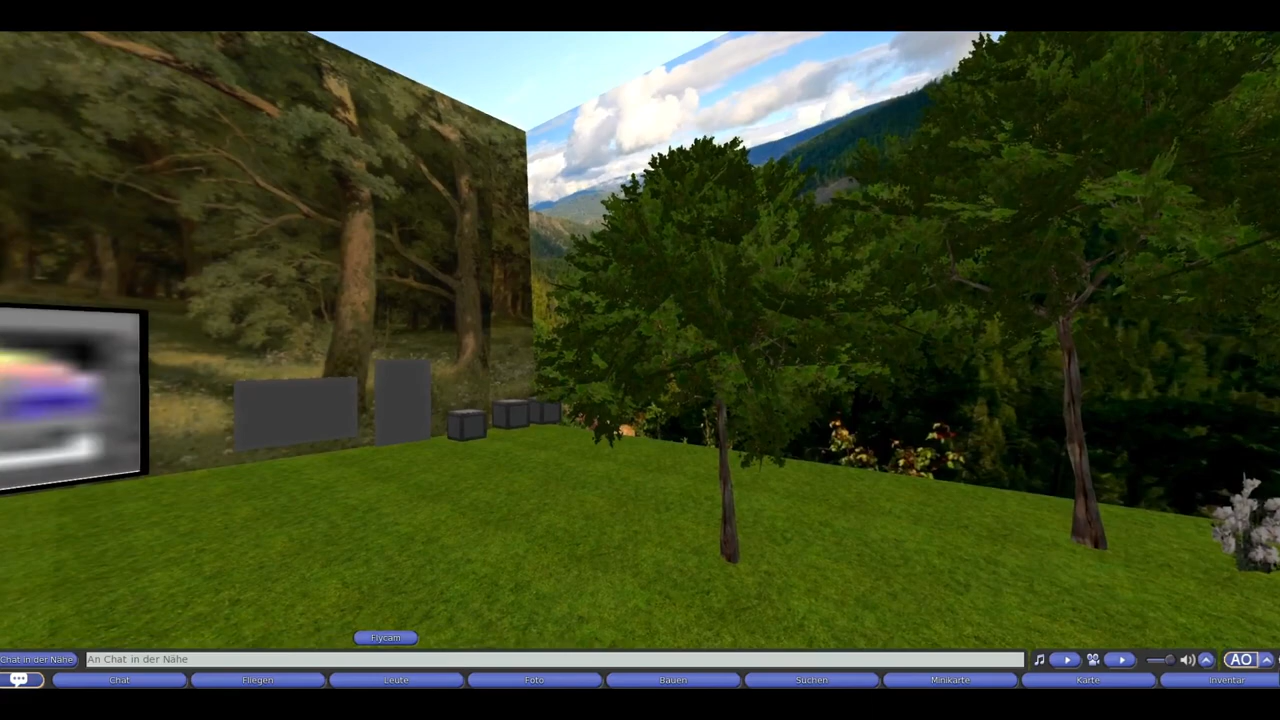 Flycam
Chat in der Nähe An Chat in der Nähe AO
Chat Fliegen Leute Foto Bauen Suchen Minikarte Karte Inventar